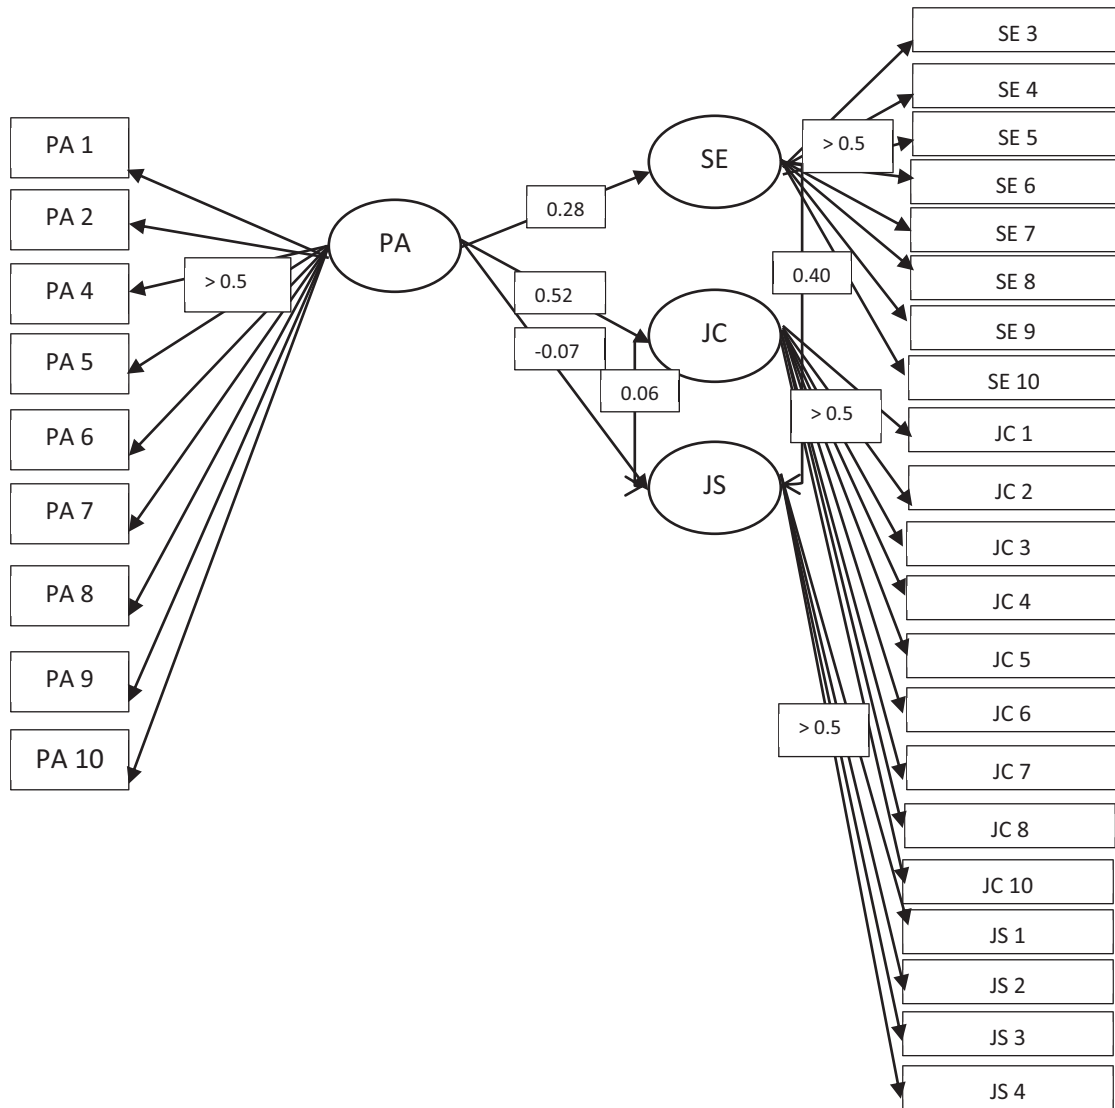 PA 1
PA 2
PA 4
PA 5
PA 6
PA 7
PA 8
PA 9
PA 10
> 0.5
PA
0.28
0.52
-0.07
0.06
SE
JC
JS
> 0.5
0.40
> 0.5
> 0.5
SE 3
SE 4
SE 5
SE 6
SE 7
SE 8
SE 9
SE 10
JC 1
JC 2
JC 3
JC 4
JC 5
JC 6
JC 7
JC 8
JC 10
JS 1
JS 2
JS 3
JS 4